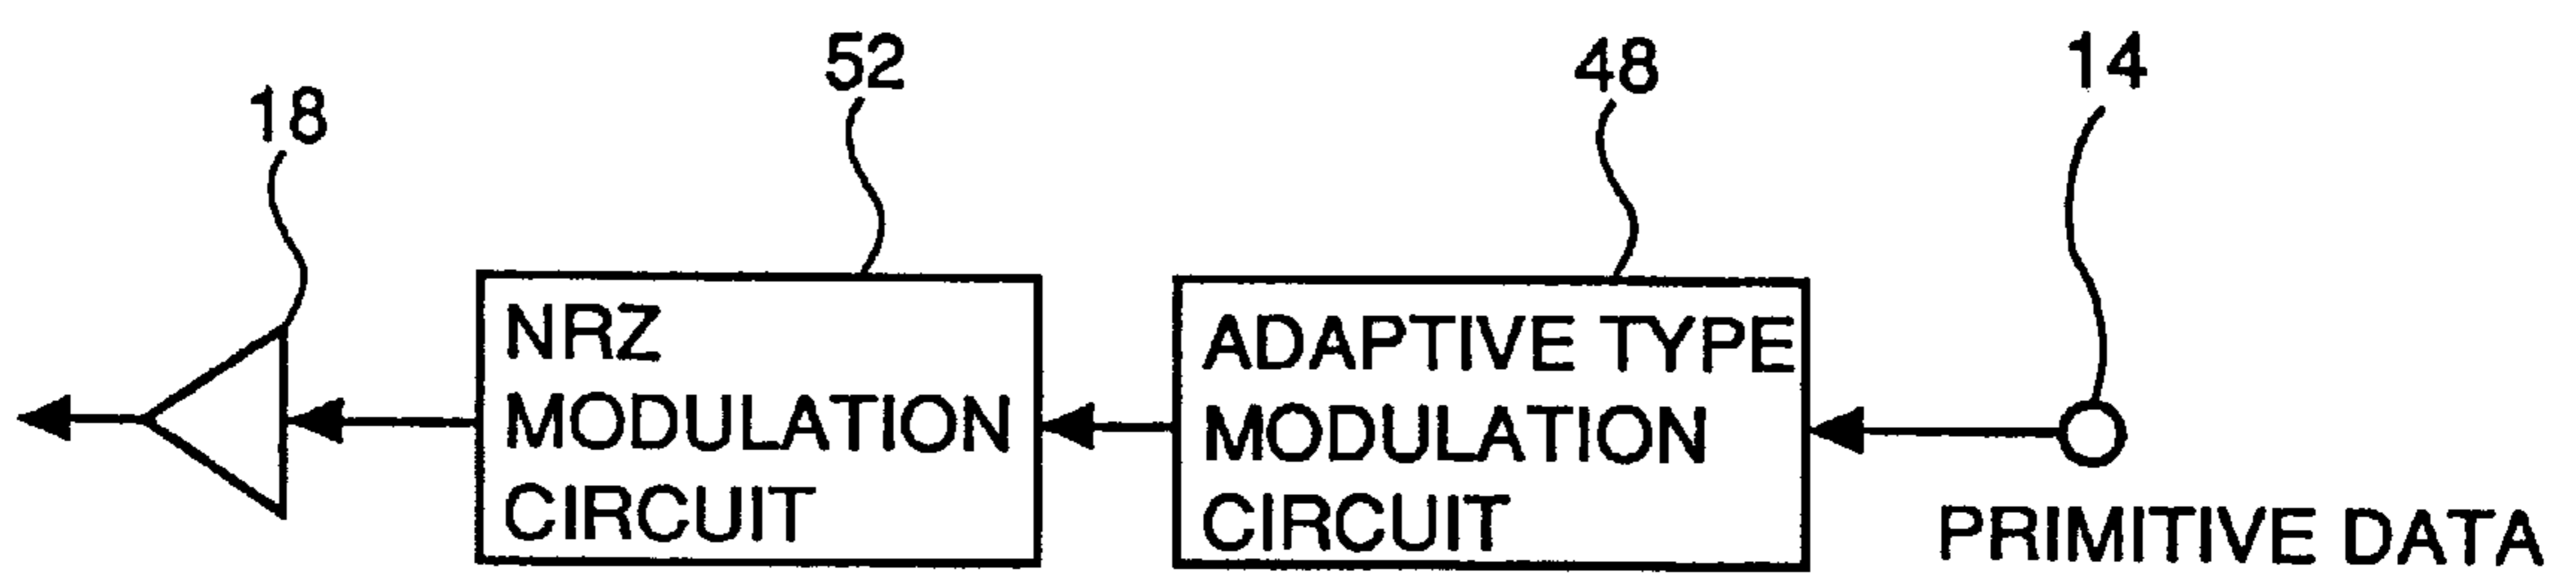 18
52
48
14
NRZ
MODULATION
CIRCUIT
ADAPTIVE TYPE
MODULATION
CIRCUIT
PRIMITIVE DATA